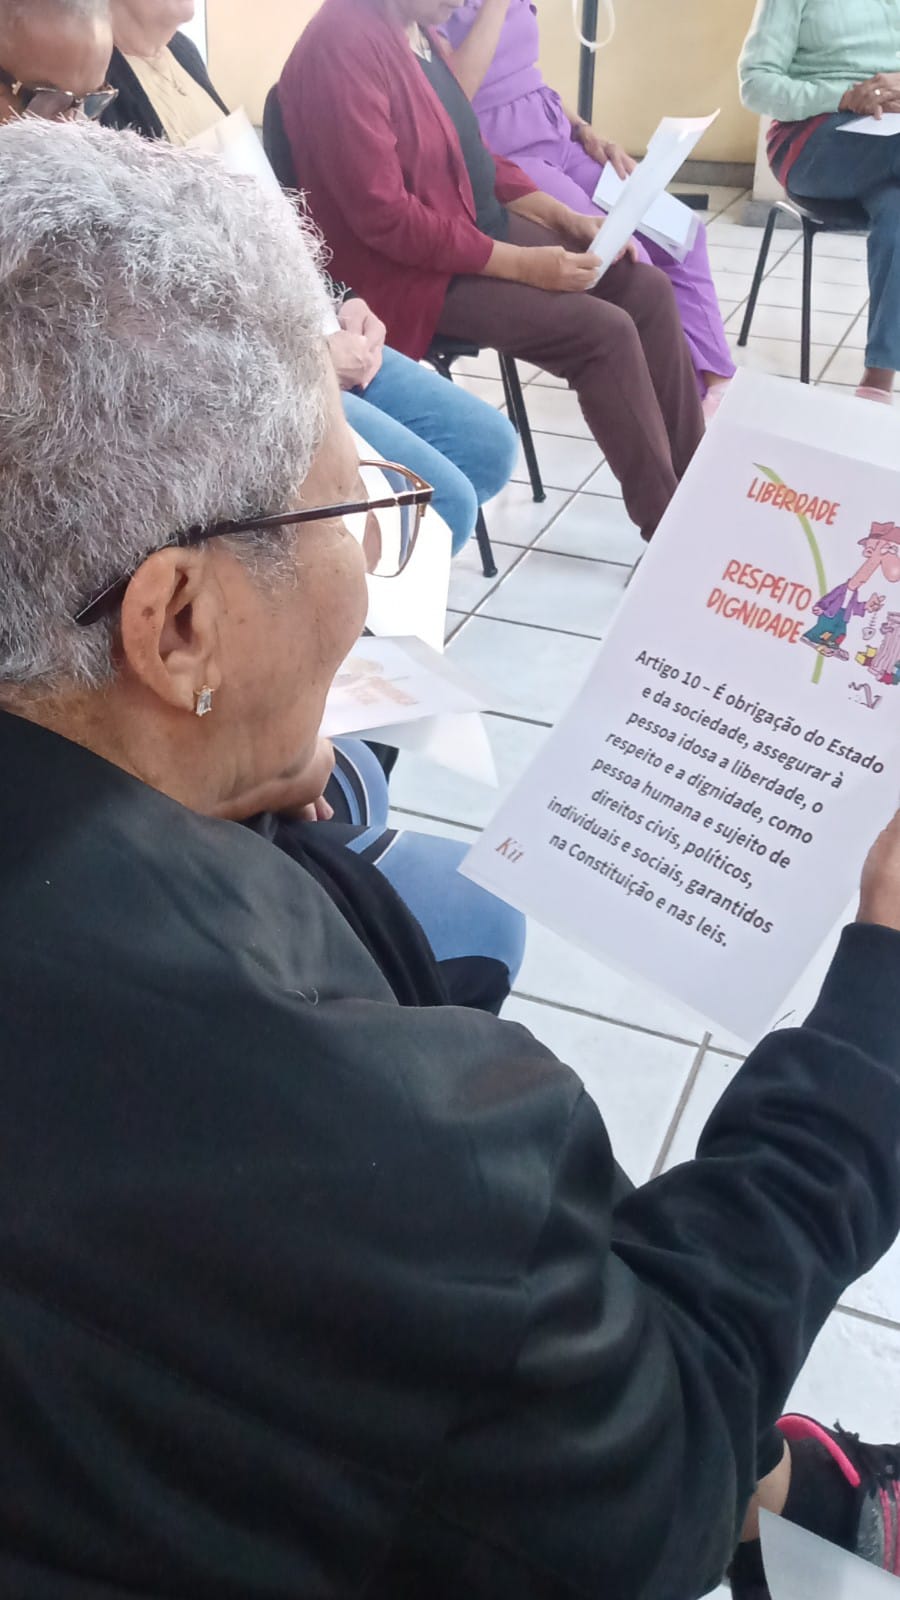 LIBERDADE
RESPEITO
DIGNIDADE
Artigo 10 – É obrigação do Estado
e da sociedade, assegurar à
pessoa idosa a liberdade, o
respeito e a dignidade, como
pessoa humana e sujeito de
direitos civis, políticos,
individuais e sociais, garantidos
na Constituição e nas leis.
Kit